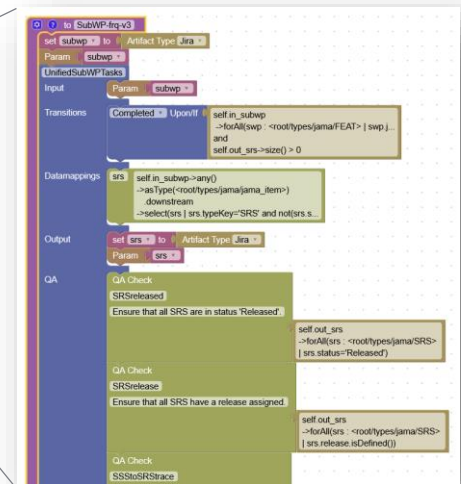 ? to SubWP-frq-v3
set subwp to Artifact Type Jira
Param subwp
UnifiedSubWPTasks
Input Param subwp
Transitions Completed Upon/If self.in_subwp
->forAll(swp : <root/types/jama/FEAT> | swp.j...
and
self.out_srs->size() > 0
Datamappings srs self.in_subwp->any()
->asType(<root/types/jama/jama_item>)
.downstream
->select(srs | srs.typeKey='SRS' and not(srs.s...
Output set srs to Artifact Type Jira
Param srs
QA QA Check
SRSreleased
Ensure that all SRS are in status 'Released'.
self.out_srs
->forAll(srs : <root/types/jama/SRS>
| srs.status='Released')
QA Check
SRSrelease
Ensure that all SRS have a release assigned.
self.out_srs
->forAll(srs : <root/types/jama/SRS>
| srs.release.isDefined())
QA Check
SSStoSRStrace